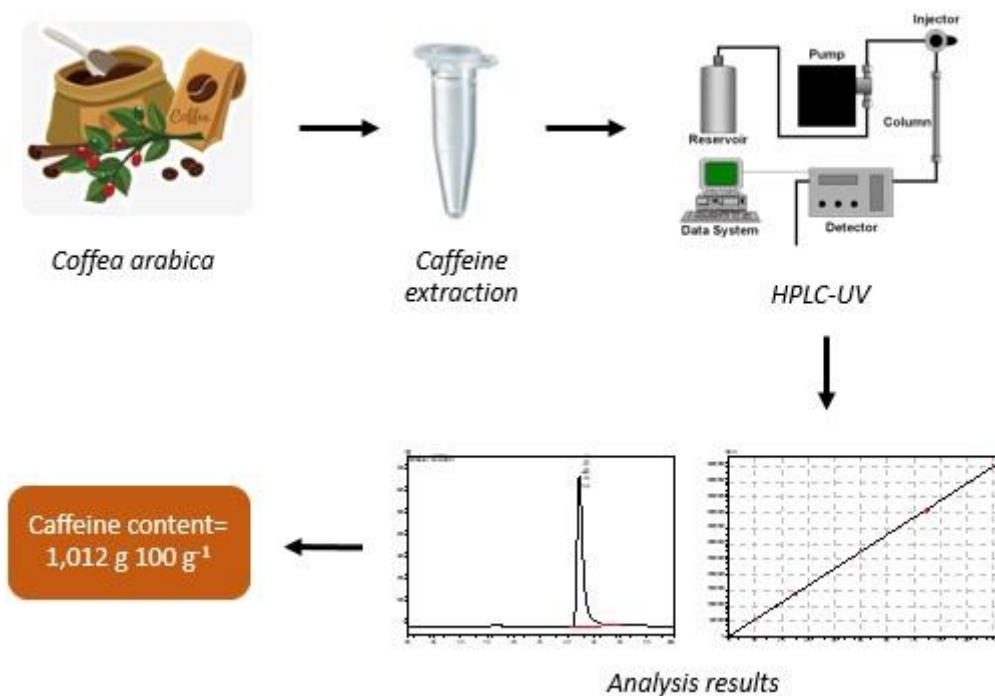 Coffea
Coffea arabica
Caffeine
extraction
Injector
Pump
Column
Reservoir
Data System
Detector
HPLC-UV
Caffeine content=
1,012 g 100 g⁻¹
Analysis results